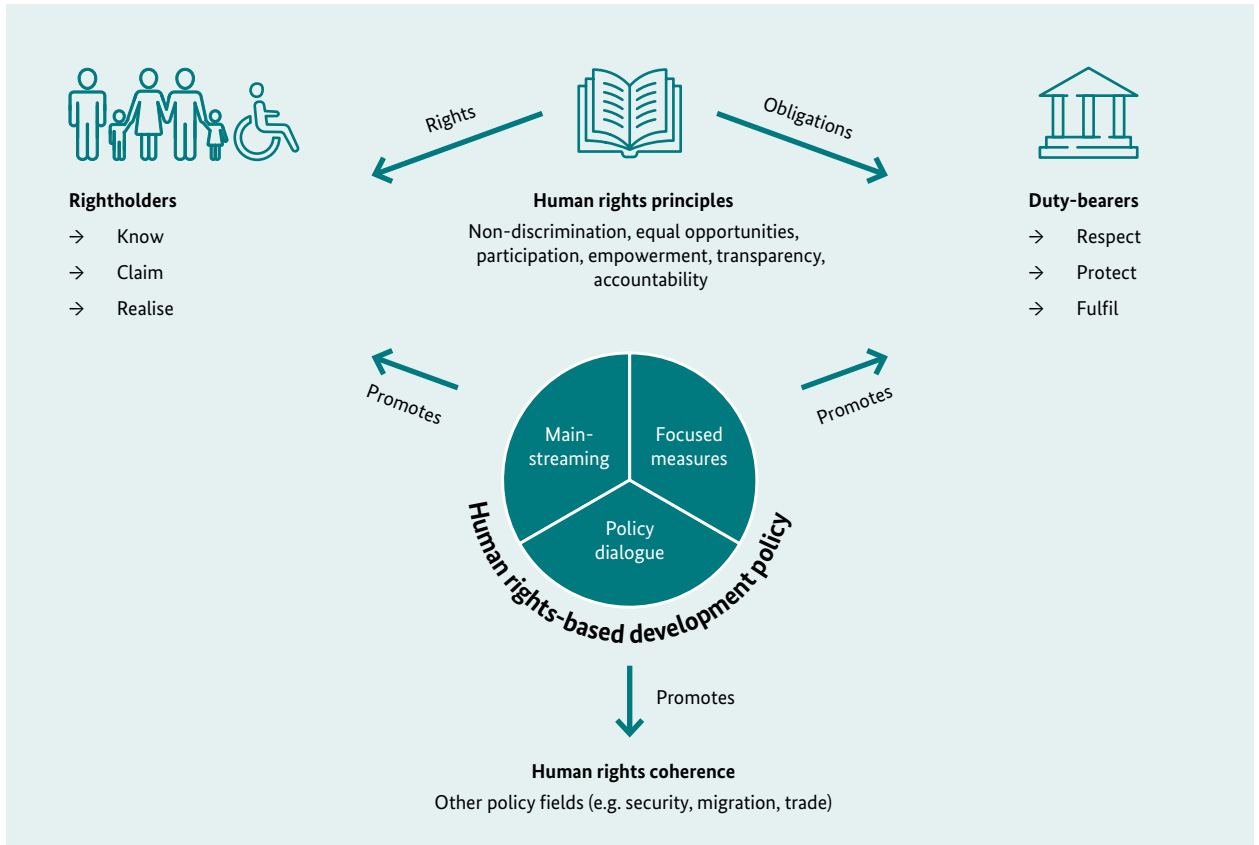 Rights
Obligations
Rightholders
→ Know
→ Claim
→ Realise
Human rights principles
Non-discrimination, equal opportunities,
participation, empowerment, transparency,
accountability
Duty-bearers
→ Respect
→ Protect
→ Fulfil
Promotes
Promotes
Main-
streaming
Focused
measures
Policy
dialogue
Human rights-based development policy
Promotes
Human rights coherence
Other policy fields (e.g. security, migration, trade)